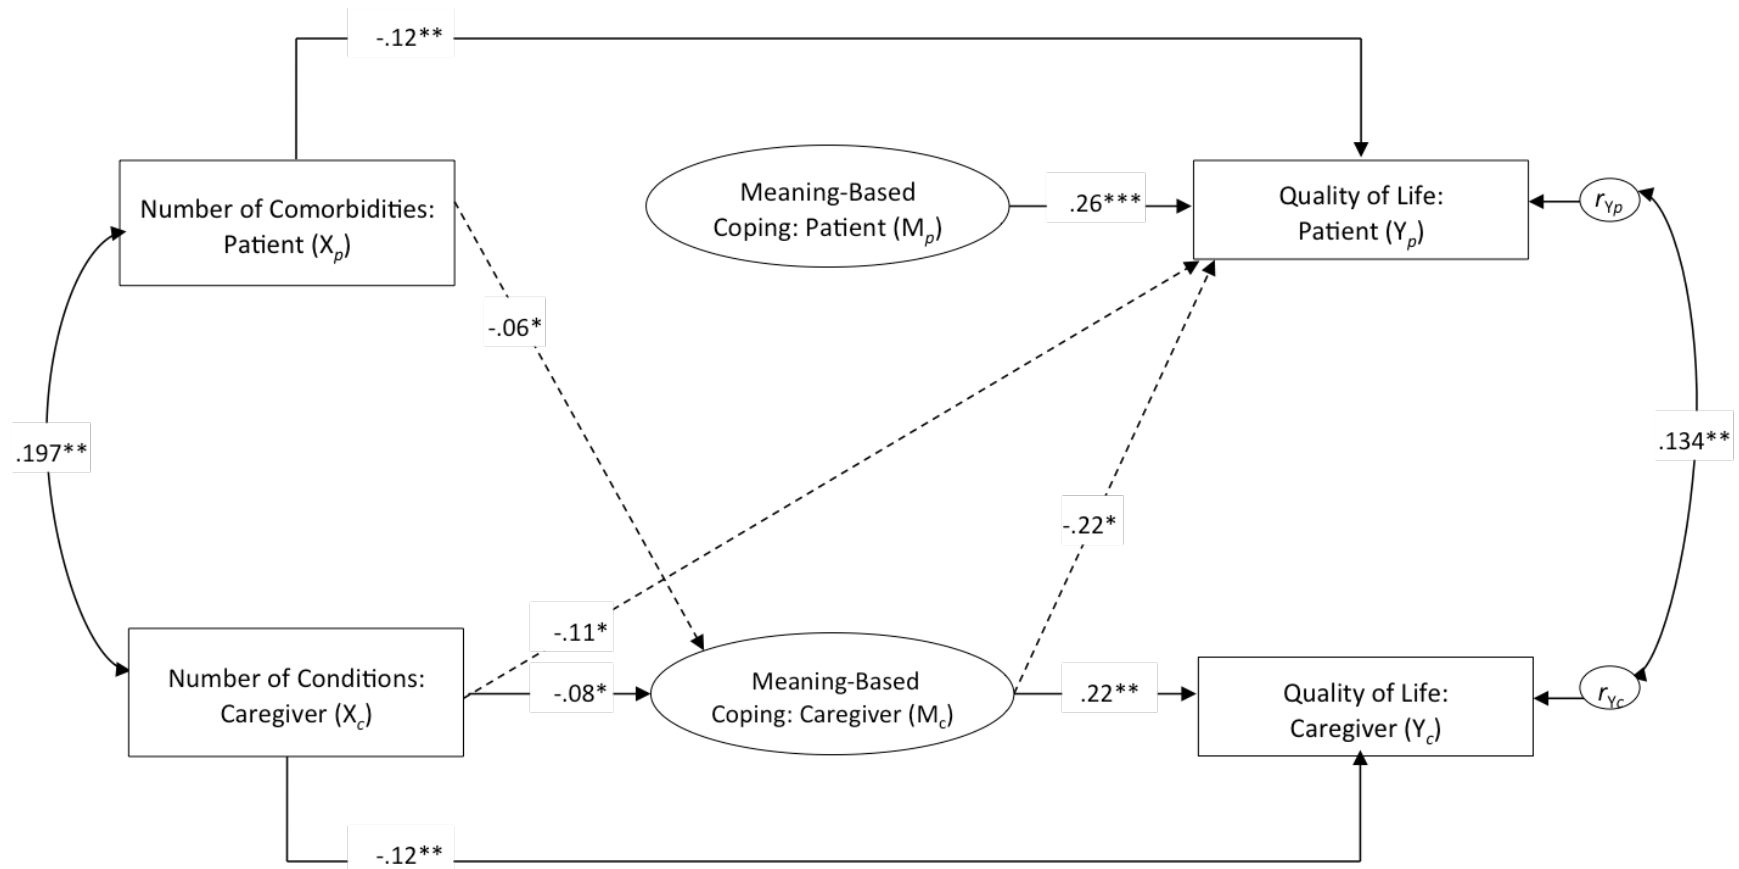 -.12**
Number of Comorbidities:
Patient (Xp)
Meaning-Based
Coping: Patient (Mp)
.26***
Quality of Life:
Patient (Yp)
rYp
-.06*
.197**
.134**
-.22*
-.11*
Number of Conditions:
Caregiver (Xc)
-.08*
Meaning-Based
Coping: Caregiver (Mc)
.22**
Quality of Life:
Caregiver (Yc)
rYc
-.12**